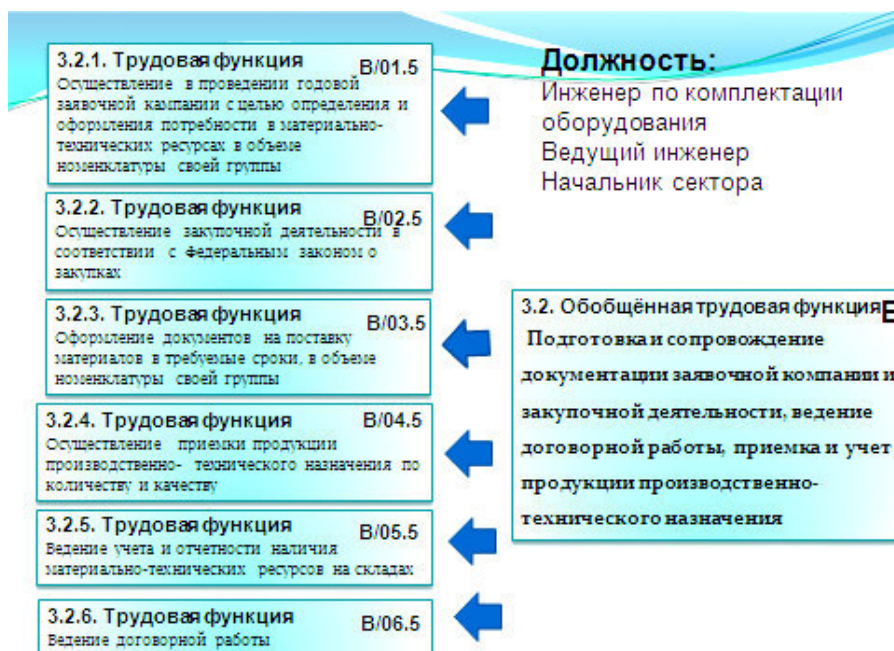 3.2.1. Трудовая функция B/01.5
Осуществление в проведении годовой
заявочной кампании с целью определения и
оформления потребности в материально-
технических ресурсах в объеме
номенклатуры своей группы
3.2.2. Трудовая функция B/02.5
Осуществление закупочной деятельности в
соответствии с Федеральным законом о
закупках
3.2.3. Трудовая функция B/03.5
Оформление документов на поставку
материалов в требуемые сроки, в объеме
номенклатуры своей группы
3.2.4. Трудовая функция B/04.5
Осуществление приемки продукции
производственно- технического назначения по
количеству и качеству
3.2.5. Трудовая функция B/05.5
Ведение учета и отчетности наличия
материально-технических ресурсов на складах
3.2.6. Трудовая функция B/06.5
Ведение договорной работы
Должность:
Инженер по комплектации
оборудования
Ведущий инженер
Начальник сектора
3.2. Обобщённая трудовая функция B
Подготовка и сопровождение
документации заявочной компании и
закупочной деятельности, ведение
договорной работы, приемка и учет
продукции производственно-
технического назначения